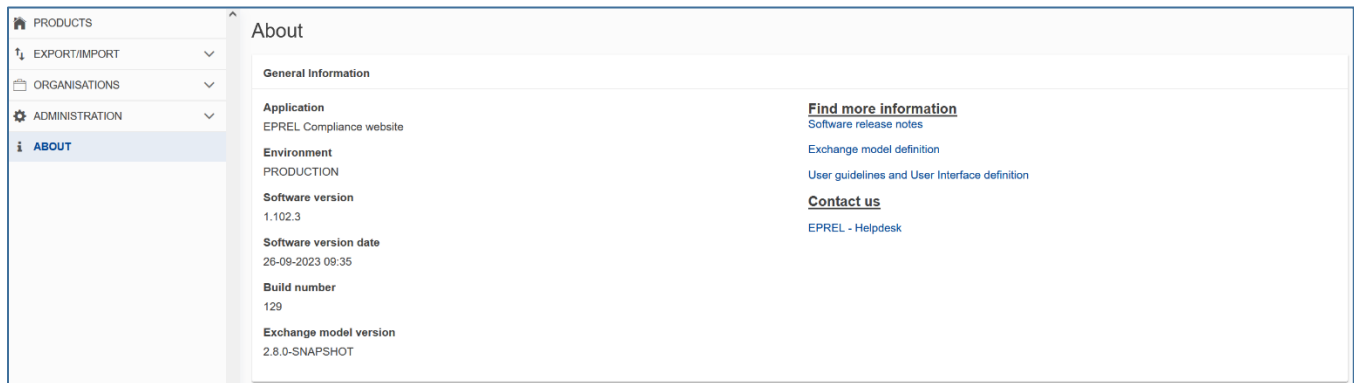 PRODUCTS
EXPORT/IMPORT
ORGANISATIONS
ADMINISTRATION
ABOUT
About
General Information
Application
EPREL Compliance website
Environment
PRODUCTION
Software version
1.102.3
Software version date
26-09-2023 09:35
Build number
129
Exchange model version
2.8.0-SNAPSHOT
Find more information
Software release notes
Exchange model definition
User guidelines and User Interface definition
Contact us
EPREL - Helpdesk